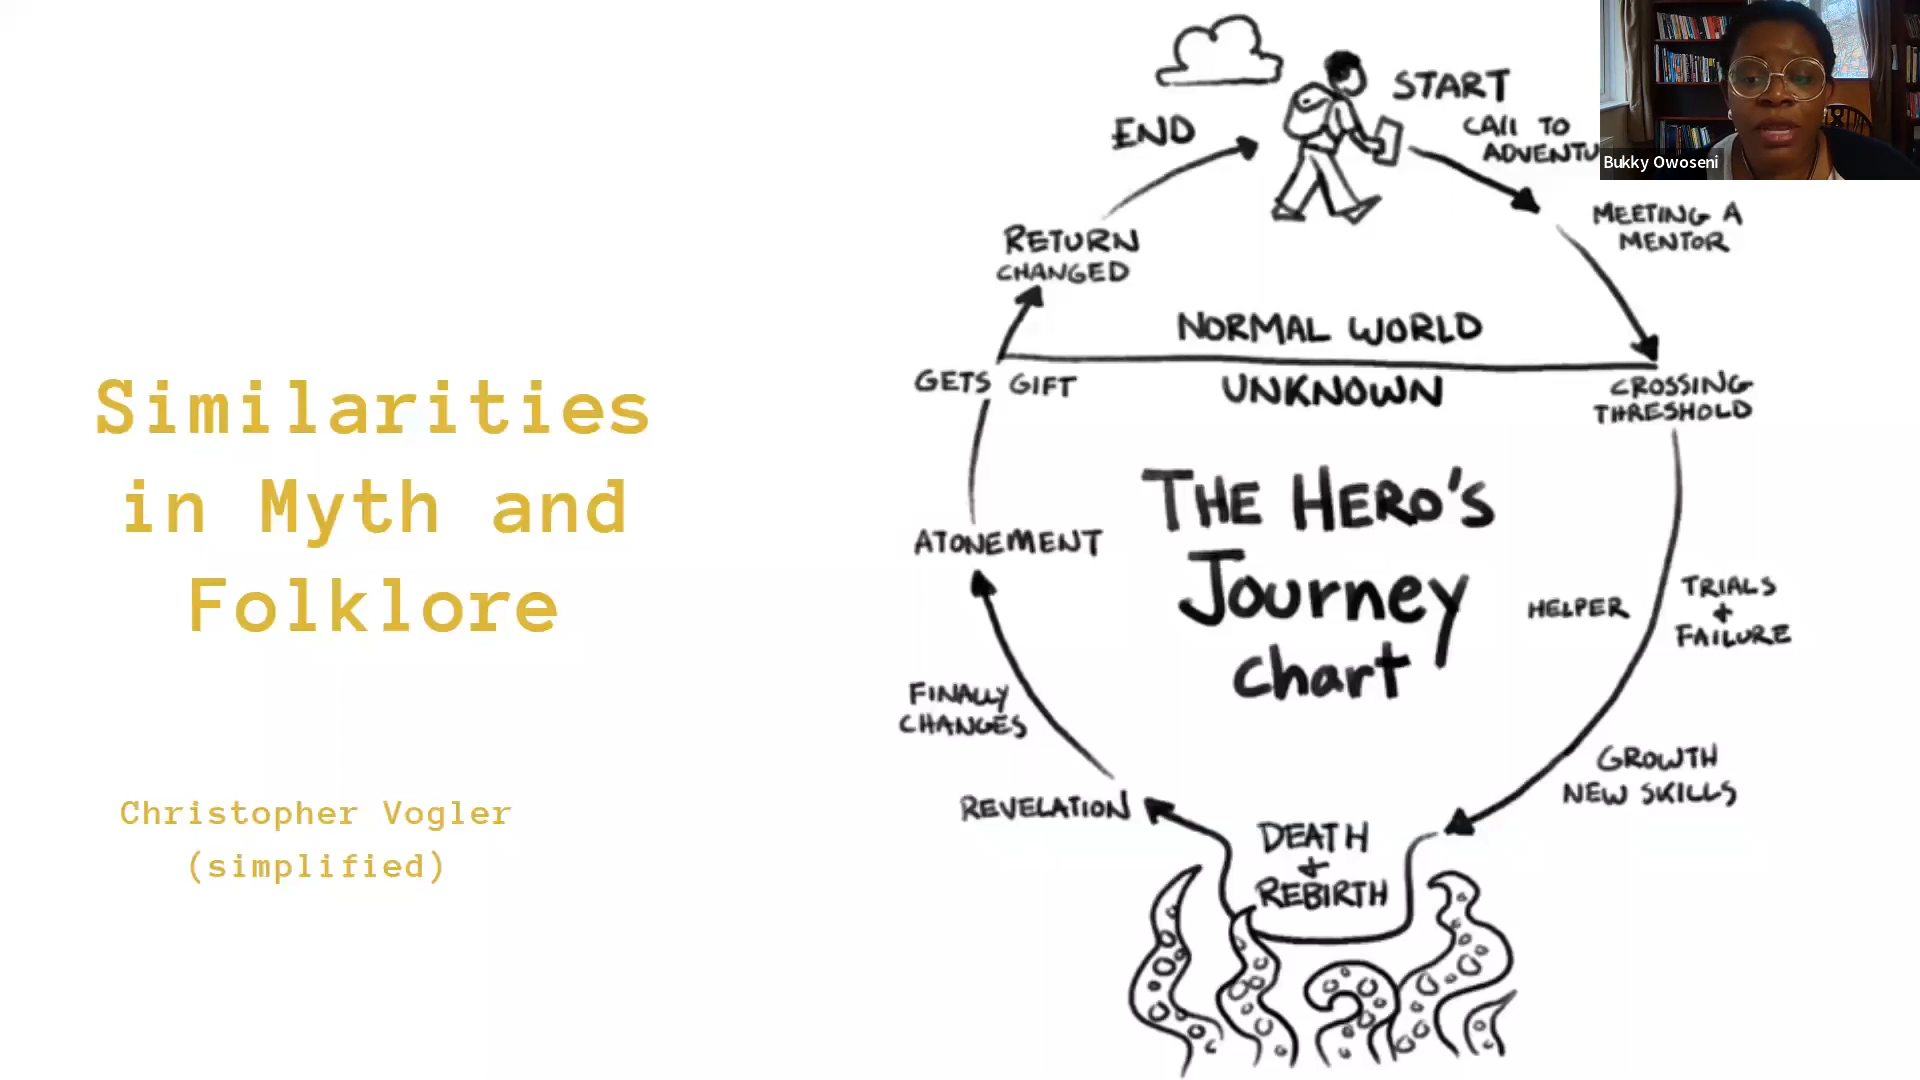 Similarities
in Myth and
Folklore
Christopher Vogler
(simplified)
START
CALL TO
ADVENTU
MEETING A
MENTOR
NORMAL WORLD
UNKNOWN
CROSSING
THRESHOLD
THE HERO'S
JOURNEY
chart
HELPER
TRIALS
+
FAILURE
GROWTH
NEW SKILLS
DEATH
+
REBIRTH
REVELATION
FINALLY
CHANGES
ATONEMENT
GETS GIFT
RETURN
CHANGED
END
Bukky Owoseni